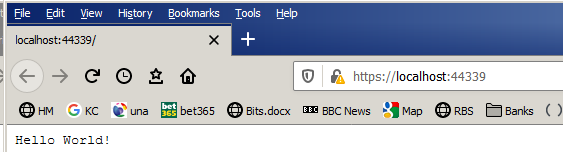 File Edit View History Bookmarks Tools Help
localhost:44339/
https://localhost:44339
HM KC una bet365 Bits.docx BBC BBC News Map RBS Banks
Hello World!